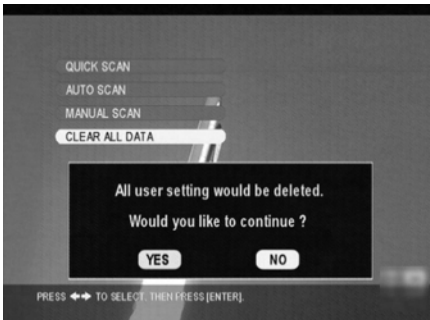 QUICK SCAN
AUTO SCAN
MANUAL SCAN
CLEAR ALL DATA
All user setting would be deleted.
Would you like to continue ?
YES NO
PRESS ◄► TO SELECT. THEN PRESS [ENTER].